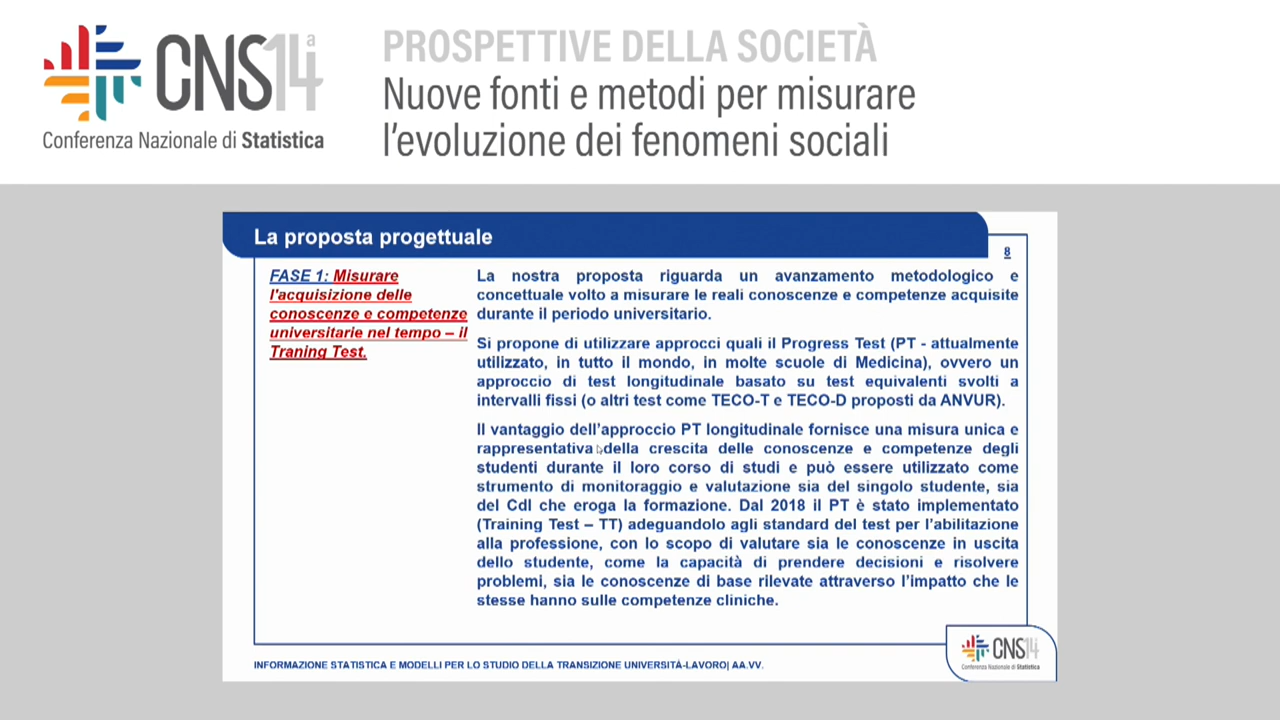 CNS14ª
Conferenza Nazionale di Statistica
PROSPETTIVE DELLA SOCIETÀ
Nuove fonti e metodi per misurare
l'evoluzione dei fenomeni sociali
La proposta progettuale
8
FASE 1: Misurare
l'acquisizione delle
conoscenze e competenze
universitarie nel tempo – il
Traning Test.
La nostra proposta riguarda un avanzamento metodologico e
concettuale volto a misurare le reali conoscenze e competenze acquisite
durante il periodo universitario.
Si propone di utilizzare approcci quali il Progress Test (PT - attualmente
utilizzato, in tutto il mondo, in molte scuole di Medicina), ovvero un
approccio di test longitudinale basato su test equivalenti svolti a
intervalli fissi (o altri test come TECO-T e TECO-D proposti da ANVUR).
Il vantaggio dell'approccio PT longitudinale fornisce una misura unica e
rappresentativa della crescita delle conoscenze e competenze degli
studenti durante il loro corso di studi e può essere utilizzato come
strumento di monitoraggio e valutazione sia del singolo studente, sia
del Cdl che eroga la formazione. Dal 2018 il PT è stato implementato
(Training Test – TT) adeguandolo agli standard del test per l'abilitazione
alla professione, con lo scopo di valutare sia le conoscenze in uscita
dello studente, come la capacità di prendere decisioni e risolvere
problemi, sia le conoscenze di base rilevate attraverso l'impatto che le
stesse hanno sulle competenze cliniche.
INFORMAZIONE STATISTICA E MODELLI PER LO STUDIO DELLA TRANSIZIONE UNIVERSITÀ-LAVORO| AA.VV.
CNS14ª
Conferenza Nazionale di Statistica